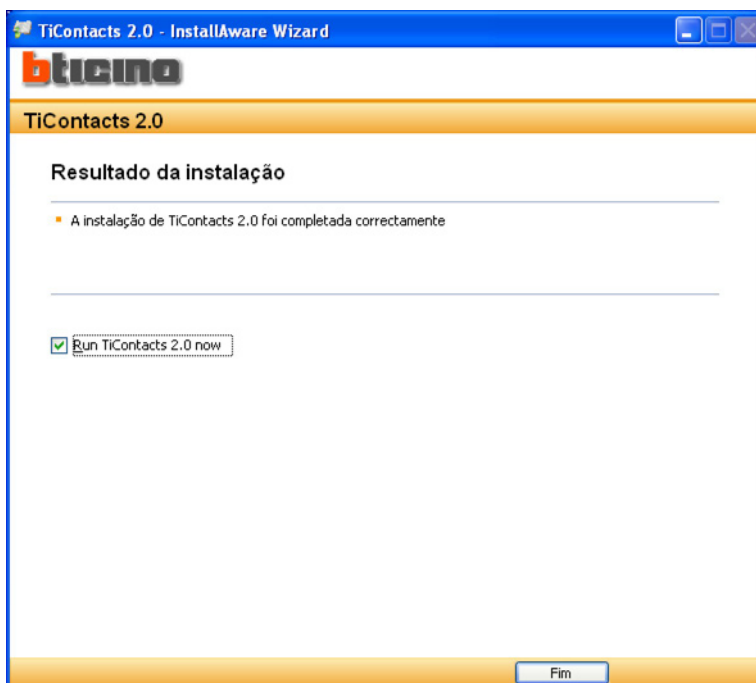 TiContacts 2.0 - InstallAware Wizard
bticino
TiContacts 2.0
Resultado da instalação
A instalação de TiContacts 2.0 foi completada correctamente
Run TiContacts 2.0 now
Fim